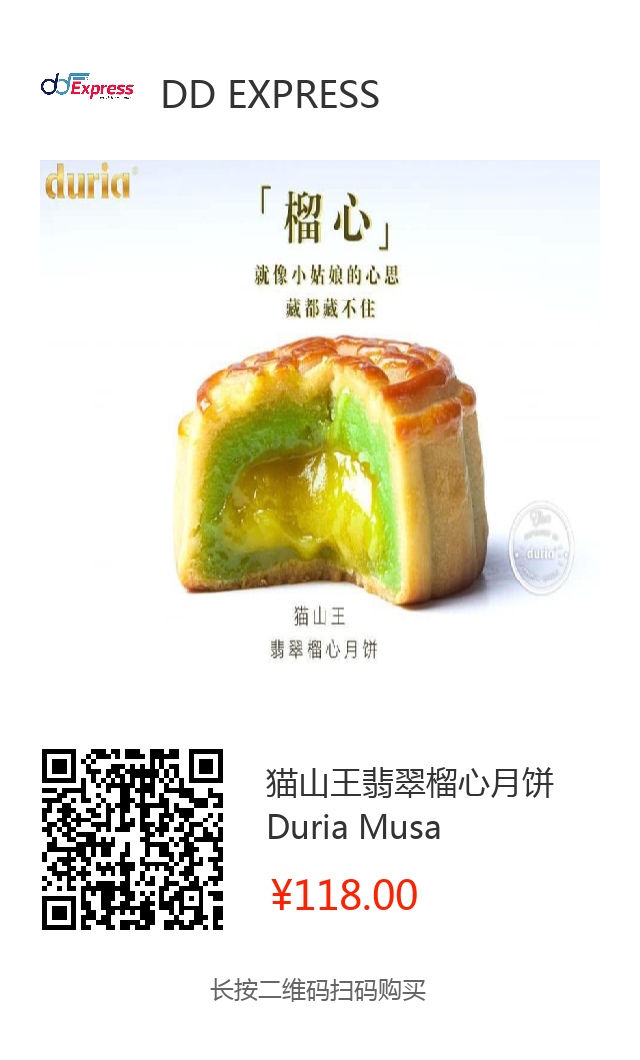 ddExpress
DD EXPRESS
duria®
「榴心」
就像小姑娘的心思
藏都藏不住
The
duria
猫山王
翡翠榴心月饼
猫山王翡翠榴心月饼
Duria Musa
¥118.00
长按二维码扫码购买